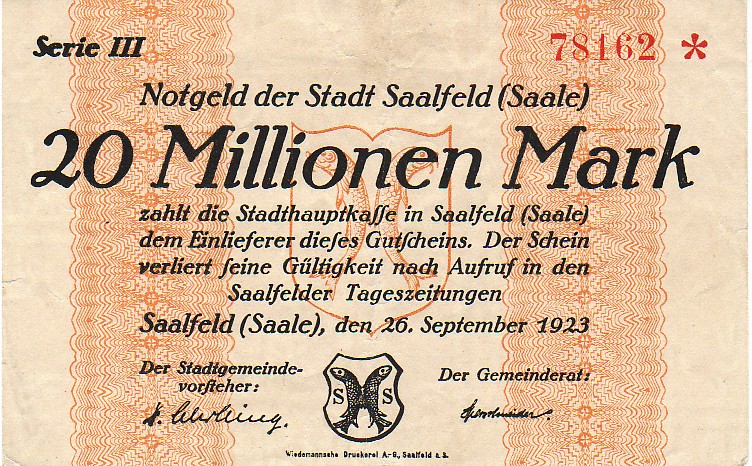 Serie III
78162 *
Notgeld der Stadt Saalfeld (Saale)
20 Millionen Mark
zahlt die Stadthauptkaſſe in Saalfeld (Saale)
dem Einlieferer dieſes Gutſcheins. Der Schein
verliert ſeine Gültigkeit nach Aufruf in den
Saalfelder Tageszeitungen
Saalfeld (Saale), den 26. September 1923
Der Stadtgemeinde-
vorſteher:
Der Gemeinderat:
S S
Wiedemannsche Druckerei A.-G., Saalfeld a. S.